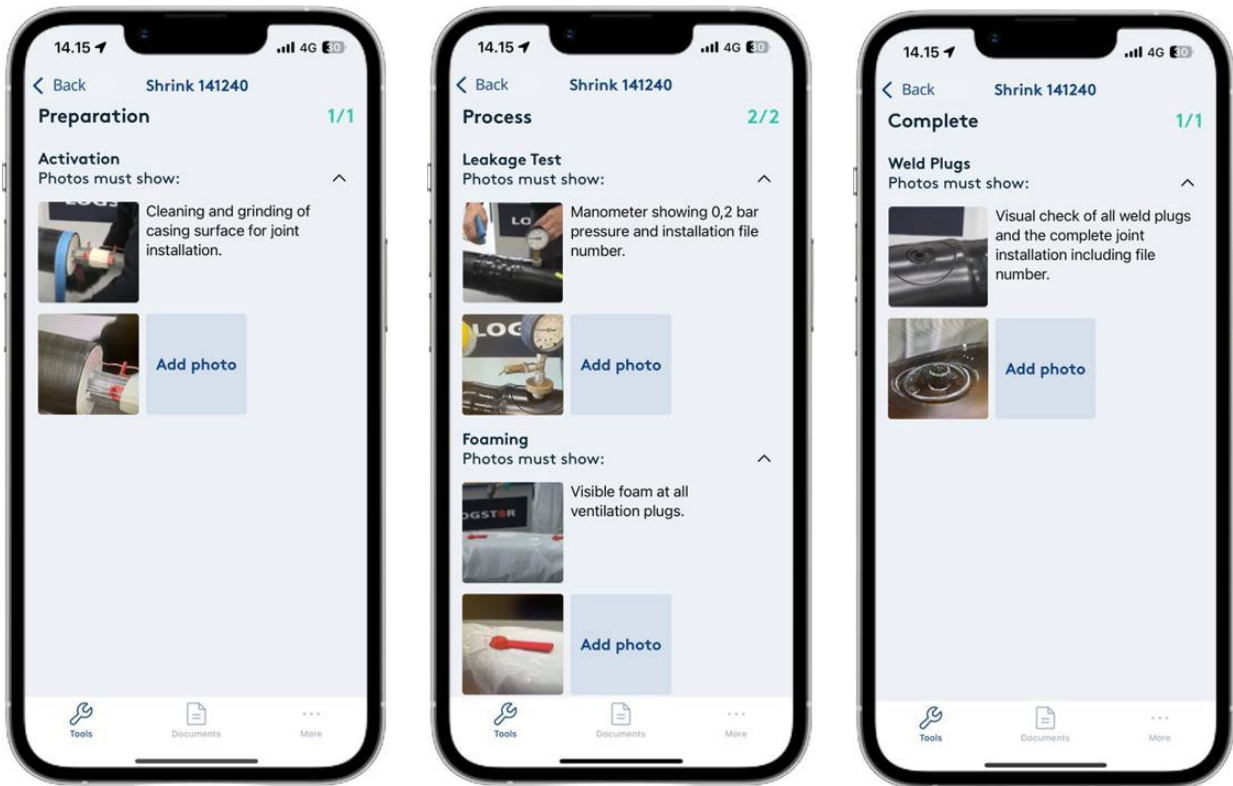 14.15
4G 30
Back
Shrink 141240
Preparation
1/1
Activation
Photos must show:
Cleaning and grinding of
casing surface for joint
installation.
Add photo
Tools
Documents
More
14.15
4G 30
Back
Shrink 141240
Process
2/2
Leakage Test
Photos must show:
LO
Manometer showing 0,2 bar
pressure and installation file
number.
LOG
Add photo
Foaming
Photos must show:
OGSTOR
Visible foam at all
ventilation plugs.
Add photo
Tools
Documents
More
14.15
4G 30
Back
Shrink 141240
Complete
1/1
Weld Plugs
Photos must show:
Visual check of all weld plugs
and the complete joint
installation including file
number.
Add photo
Tools
Documents
More